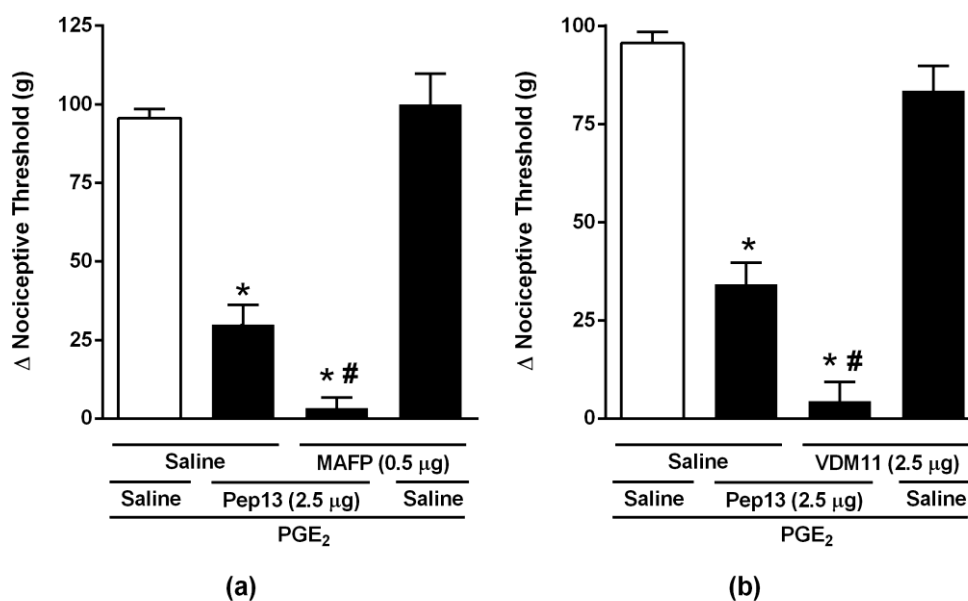 Δ Nociceptive Threshold (g)
125
100
75
50
25
0
*
* #
Saline
MAFP (0.5 μg)
Saline
Pep13 (2.5 μg)
Saline
PGE₂
(a)
Δ Nociceptive Threshold (g)
100
75
50
25
0
*
* #
Saline
VDM11 (2.5 μg)
Saline
Pep13 (2.5 μg)
Saline
PGE₂
(b)